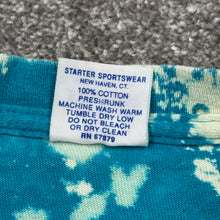 STARTER SPORTSWEAR
NEW HAVEN, CT.
100% COTTON
PRESHRUNK
MACHINE WASH WARM
TUMBLE DRY LOW
DO NOT BLEACH
OR DRY CLEAN
RN 67879